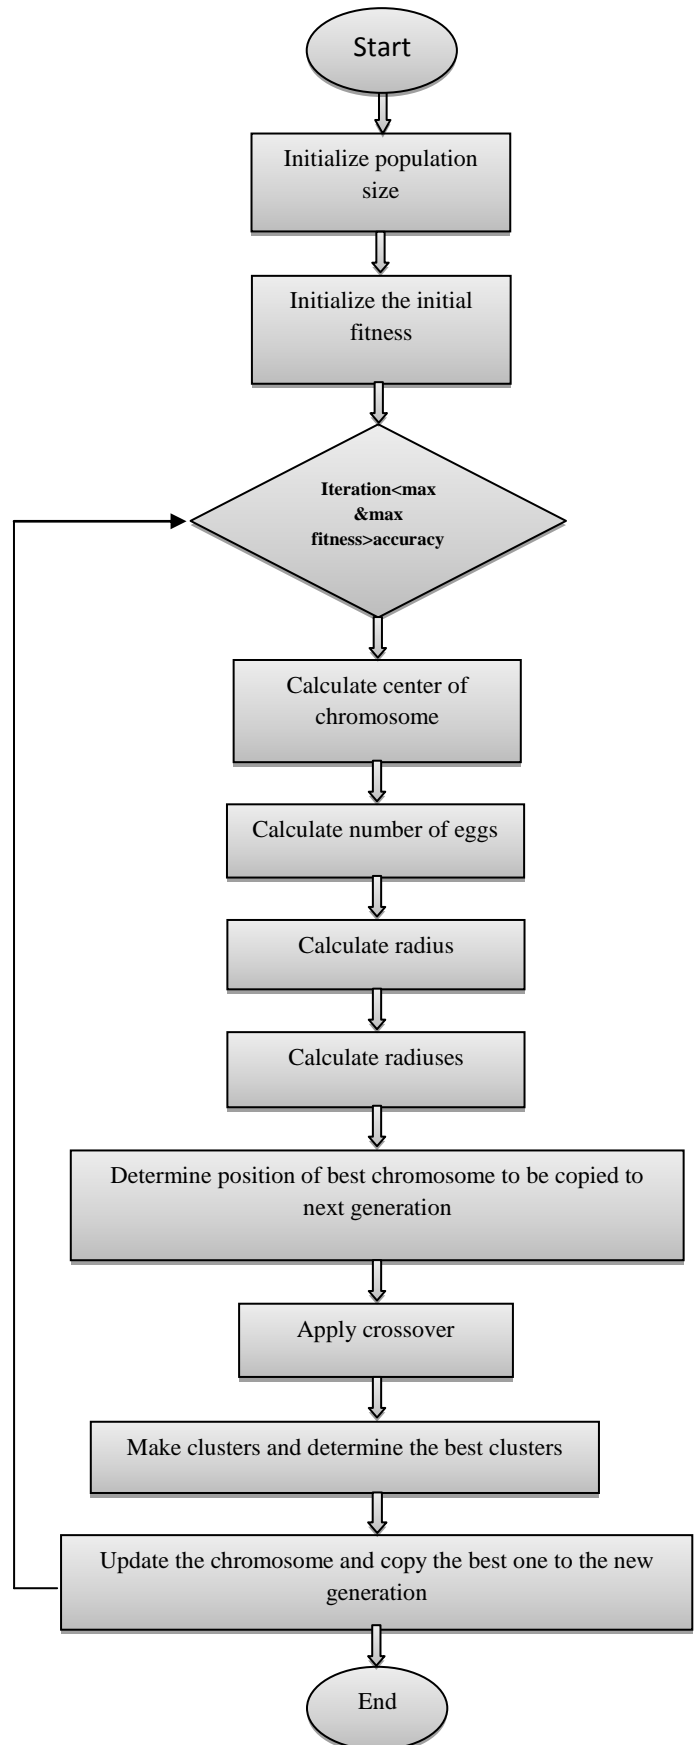 Start
Initialize population
size
Initialize the initial
fitness
Iteration<max
&max
fitness>accuracy
Calculate center of
chromosome
Calculate number of eggs
Calculate radius
Calculate radiuses
Determine position of best chromosome to be copied to
next generation
Apply crossover
Make clusters and determine the best clusters
Update the chromosome and copy the best one to the new
generation
End